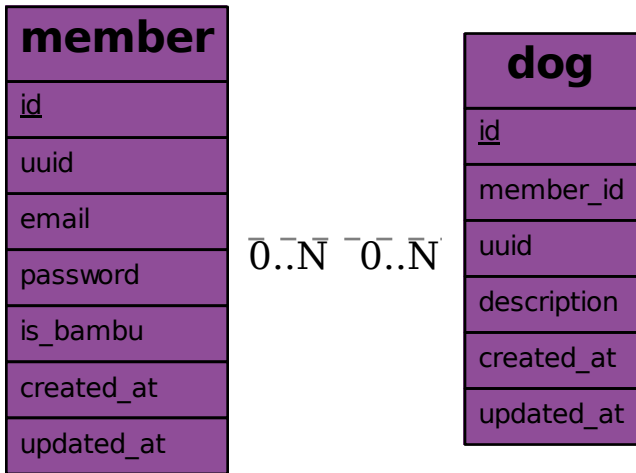 member
id
uuid
email
password
is_bambu
created_at
updated_at
0..N 0..N
dog
id
member_id
uuid
description
created_at
updated_at